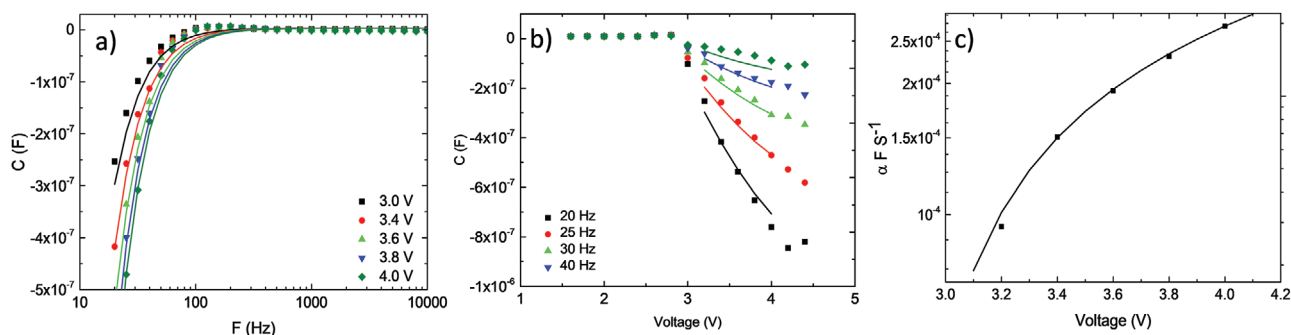 a)
C (F)
0
-1x10⁻⁷
-2x10⁻⁷
-3x10⁻⁷
-4x10⁻⁷
-5x10⁻⁷
3.0 V
3.4 V
3.6 V
3.8 V
4.0 V
10
100
1000
10000
F (Hz)
b)
C (F)
0
-2x10⁻⁷
-4x10⁻⁷
-6x10⁻⁷
-8x10⁻⁷
-1x10⁻⁶
20 Hz
25 Hz
30 Hz
40 Hz
1
2
3
4
5
Voltage (V)
c)
α F S⁻¹
2.5x10⁻⁴
1.5x10⁻⁴
10⁻⁴
3.0
3.2
3.4
3.6
3.8
4.0
4.2
Voltage (V)